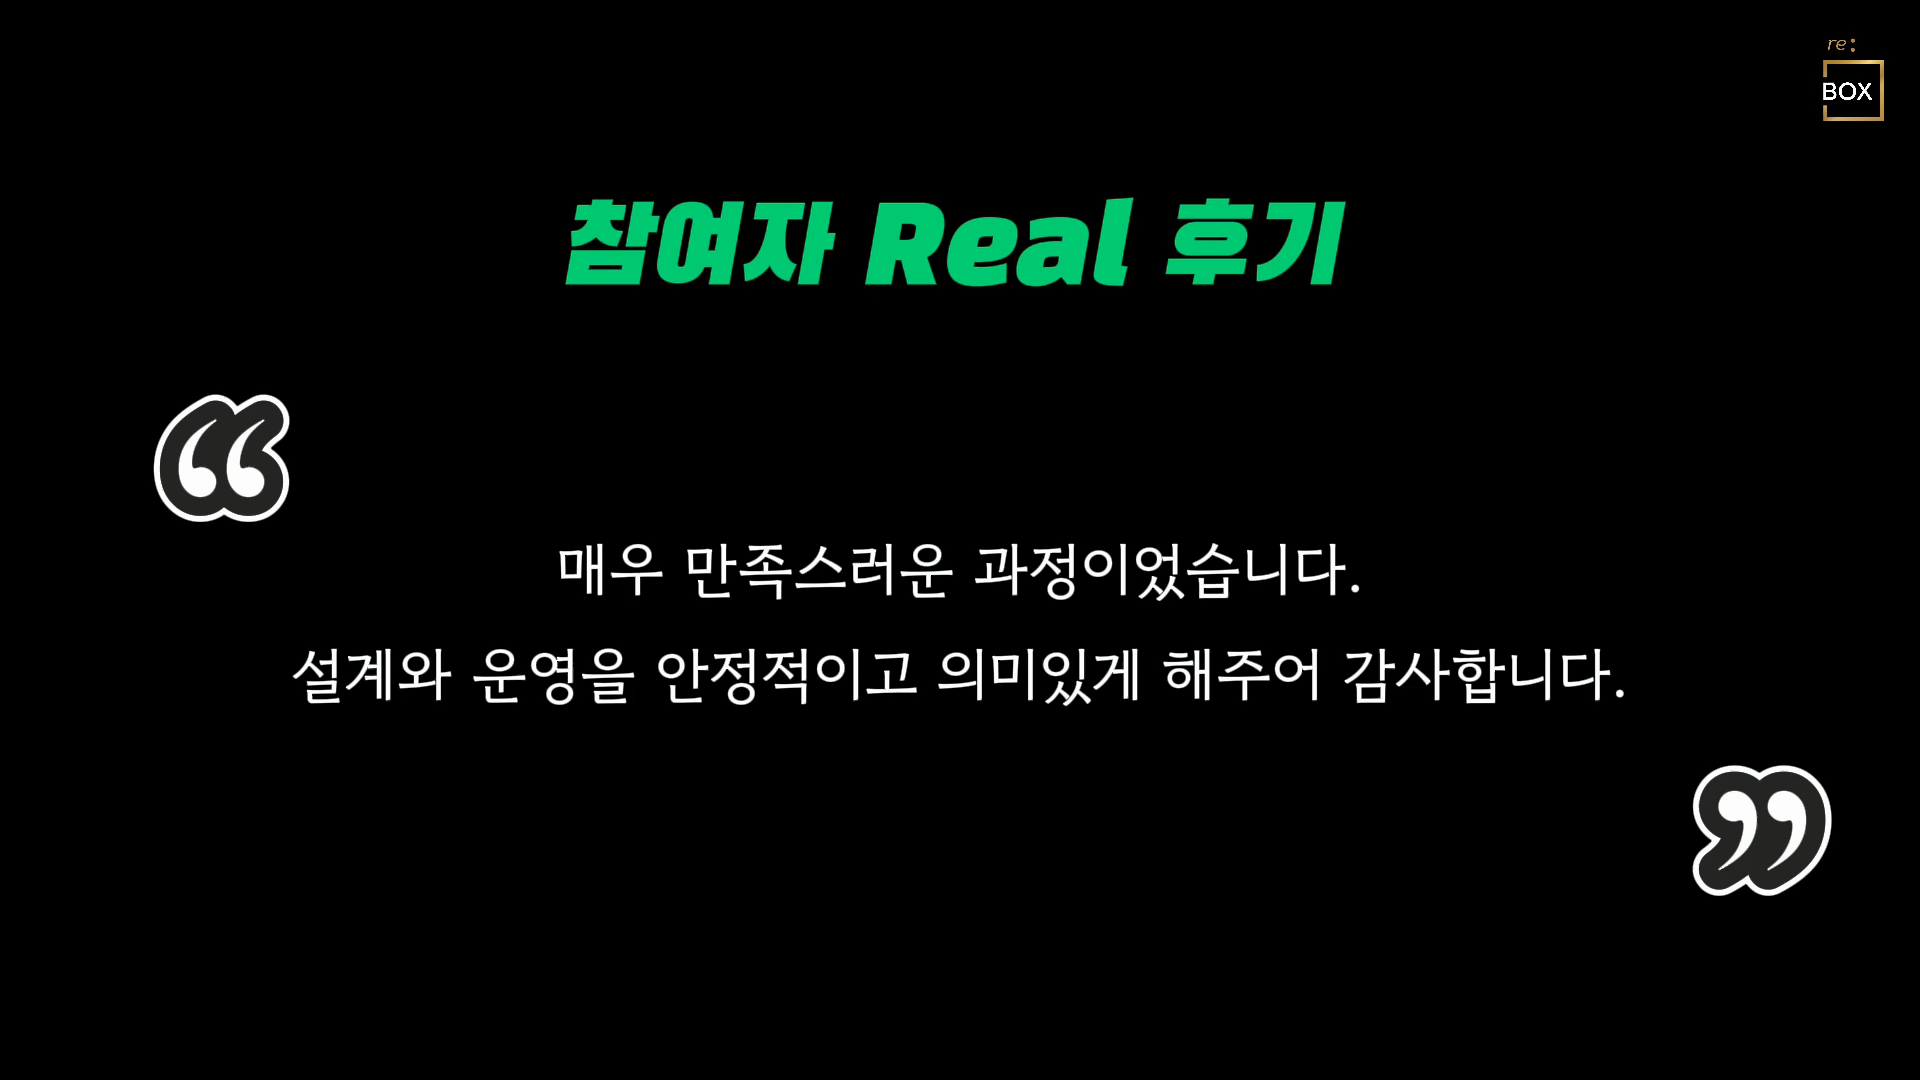 re:
BOX
참여자 Real 후기
“
매우 만족스러운 과정이었습니다.
설계와 운영을 안정적이고 의미있게 해주어 감사합니다.
”